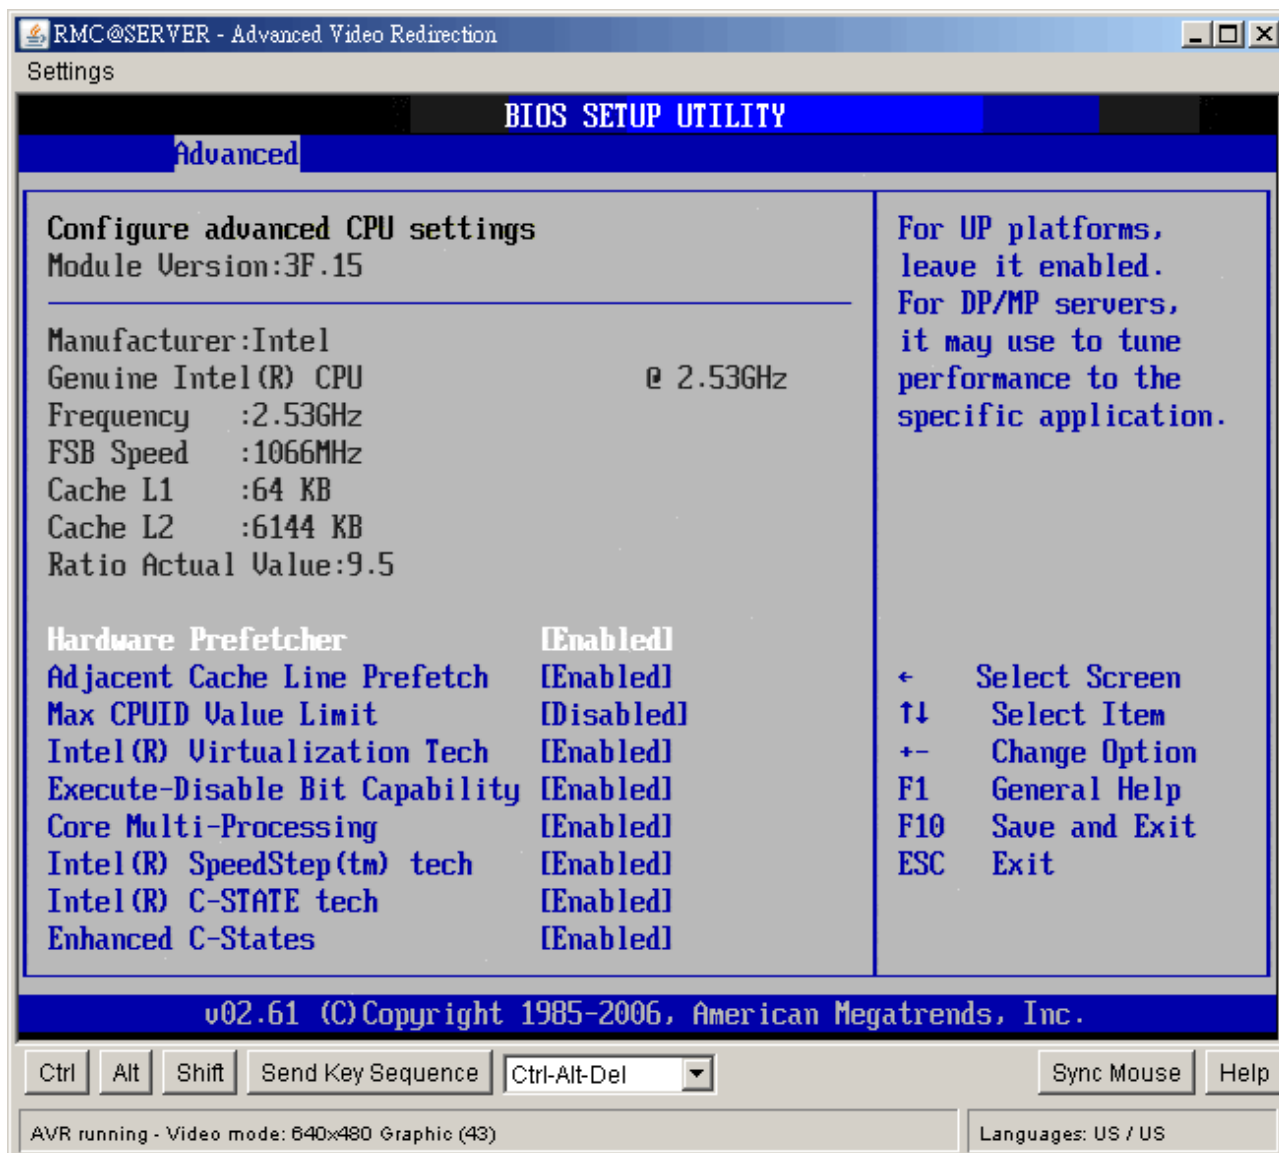 RMC@SERVER - Advanced Video Redirection
Settings
BIOS SETUP UTILITY
Advanced
Configure advanced CPU settings
Module Version:3F.15
Manufacturer:Intel
Genuine Intel(R) CPU @ 2.53GHz
Frequency :2.53GHz
FSB Speed :1066MHz
Cache L1 :64 KB
Cache L2 :6144 KB
Ratio Actual Value:9.5
Hardware Prefetcher [Enabled]
Adjacent Cache Line Prefetch [Enabled]
Max CPUID Value Limit [Disabled]
Intel(R) Virtualization Tech [Enabled]
Execute-Disable Bit Capability [Enabled]
Core Multi-Processing [Enabled]
Intel(R) SpeedStep(tm) tech [Enabled]
Intel(R) C-STATE tech [Enabled]
Enhanced C-States [Enabled]
For UP platforms,
leave it enabled.
For DP/MP servers,
it may use to tune
performance to the
specific application.
← Select Screen
↑↓ Select Item
+- Change Option
F1 General Help
F10 Save and Exit
ESC Exit
v02.61 (C)Copyright 1985-2006, American Megatrends, Inc.
Ctrl Alt Shift Send Key Sequence Ctrl-Alt-Del Sync Mouse Help
AVR running - Video mode: 640x480 Graphic (43) Languages: US / US